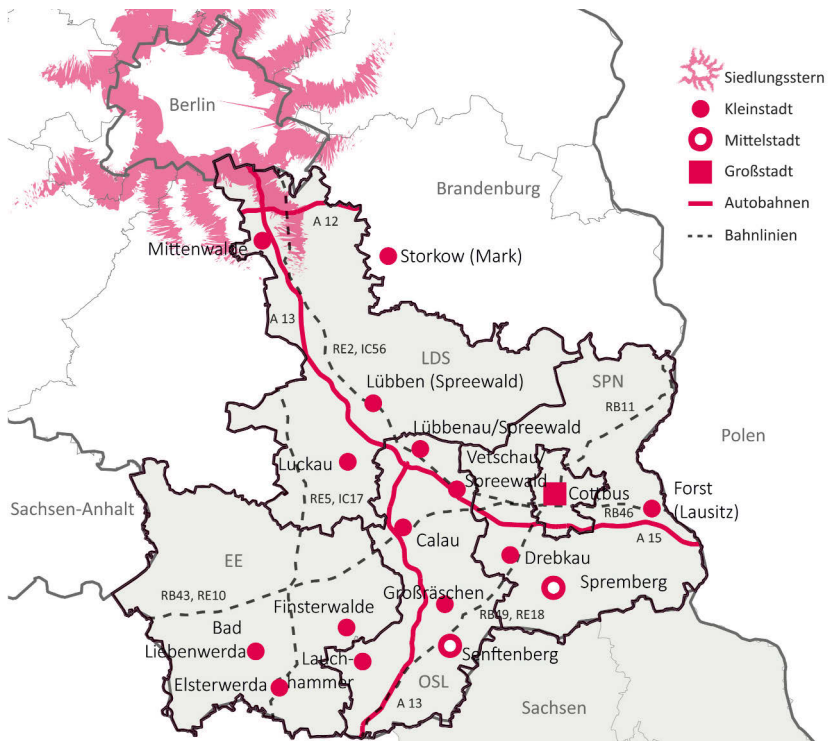 Siedlungsstern
Kleinstadt
Mittelstadt
Großstadt
Autobahnen
Bahnlinien
Berlin
Brandenburg
A 12
Mittenwalde
Storkow (Mark)
A 13
RE2, IC56
LDS
SPN
Lübben (Spreewald)
RB11
Lübbenau/Spreewald
Polen
Vetschau/
Spreewald
Luckau
Cottbus
Forst
(Lausitz)
RE5, IC17
RB46
Sachsen-Anhalt
Calau
A 15
EE
Drebkau
Spremberg
RB43, RE10
Großräschen
Finsterwalde
RB49, RE18
Bad
Liebenwerda
Senftenberg
Lauch-
hammer
Elsterwerda
OSL
A 13
Sachsen